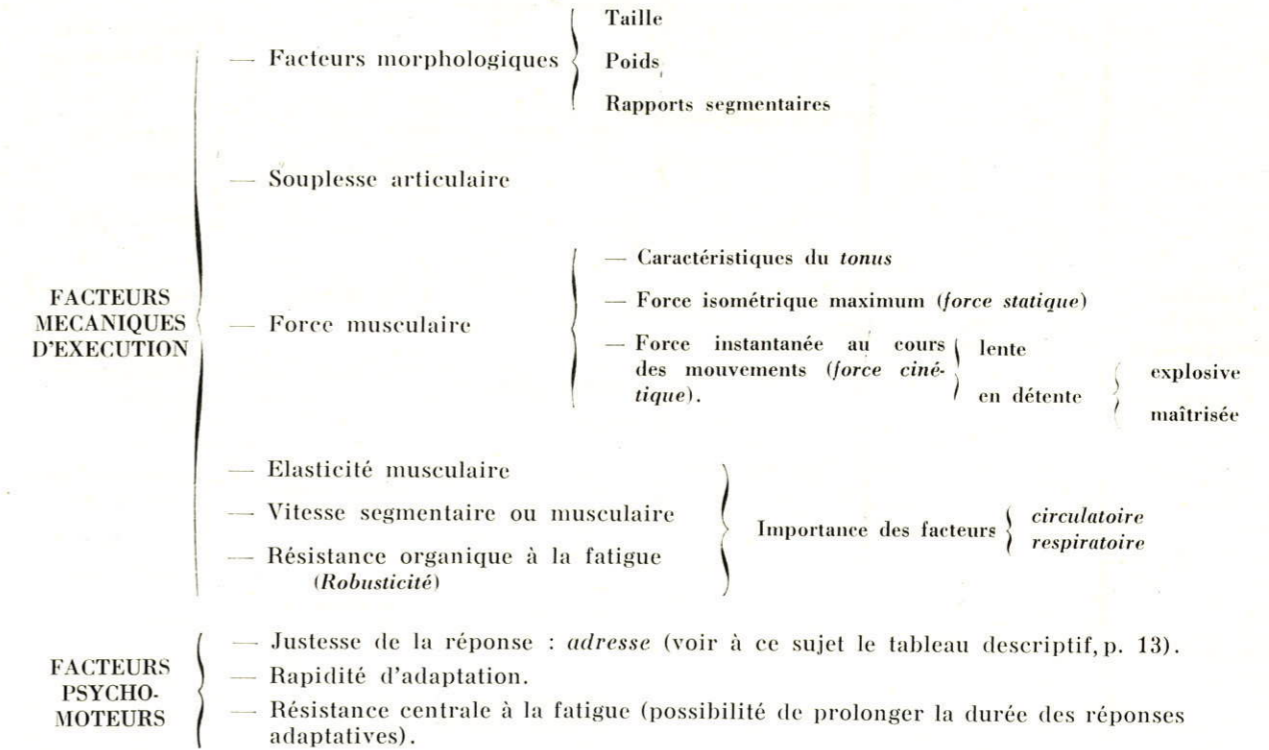 FACTEURS
MECANIQUES
D'EXECUTION
— Facteurs morphologiques
Taille
Poids
Rapports segmentaires
— Souplesse articulaire
— Force musculaire
— Caractéristiques du tonus
— Force isométrique maximum (force statique)
— Force instantanée au cours
des mouvements (force ciné-
tique).
lente
en détente
explosive
maîtrisée
— Elasticité musculaire
— Vitesse segmentaire ou musculaire
— Résistance organique à la fatigue
(Robusticité)
Importance des facteurs
circulatoire
respiratoire
FACTEURS
PSYCHO-
MOTEURS
— Justesse de la réponse : adresse (voir à ce sujet le tableau descriptif, p. 13).
— Rapidité d'adaptation.
— Résistance centrale à la fatigue (possibilité de prolonger la durée des réponses
adaptatives).